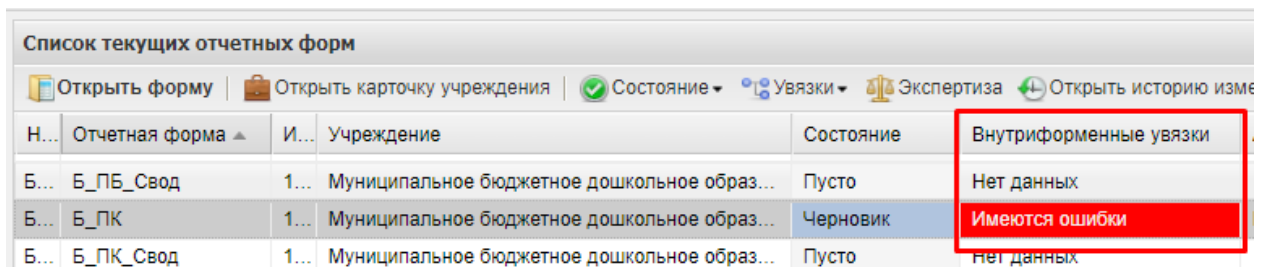 Список текущих отчетных форм
Открыть форму Открыть карточку учреждения Состояние Увязки Экспертиза Открыть историю изме
Н... Отчетная форма И... Учреждение Состояние Внутриформенные увязки
Б... Б_ПБ_Свод 1... Муниципальное бюджетное дошкольное образ... Пусто Нет данных
Б... Б_ПК 1... Муниципальное бюджетное дошкольное образ... Черновик Имеются ошибки
Б... Б_ПК_Свод 1... Муниципальное бюджетное дошкольное образ... Пусто Нет данных